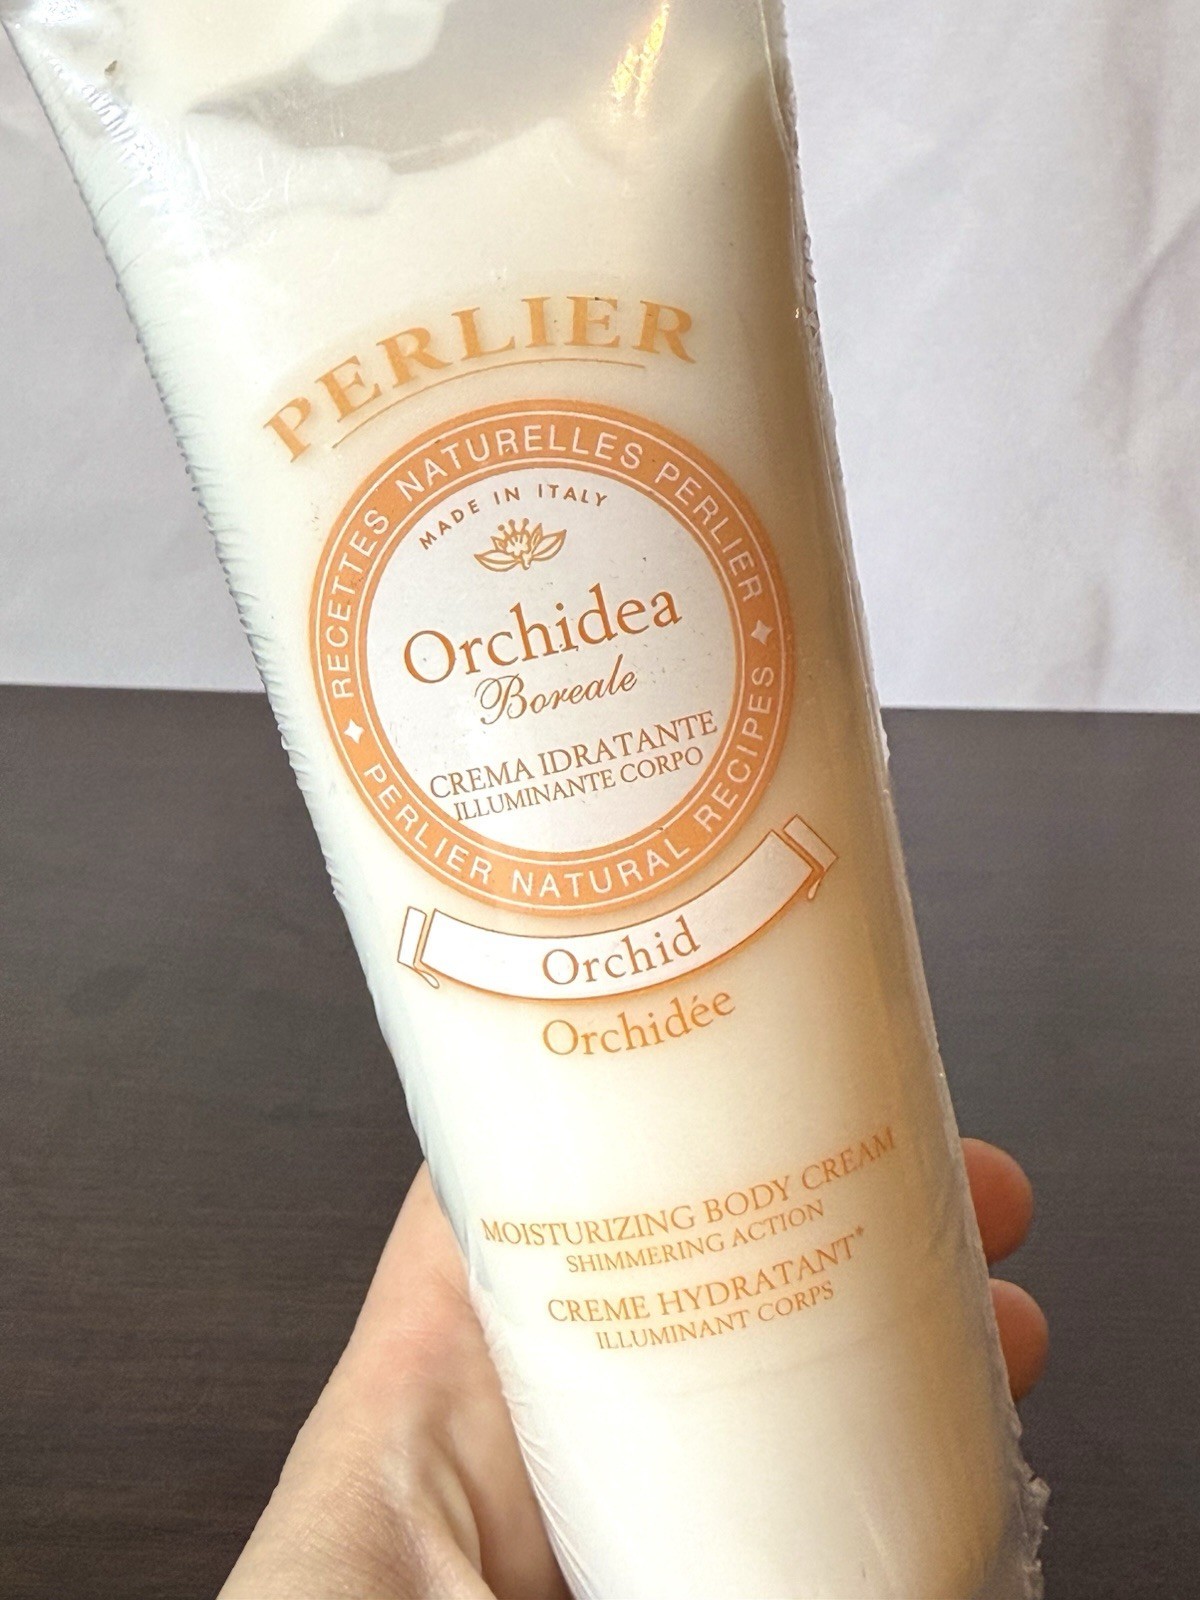 PERLIER
RECETTES NATURELLES PERLIER
MADE IN ITALY
Orchidea
Boreale
CREMA IDRATANTE
ILLUMINANTE CORPO
PERLIER NATURAL RECIPES
Orchid
Orchidée
MOISTURIZING BODY CREAM
SHIMMERING ACTION
CREME HYDRATANT*
ILLUMINANT CORPS